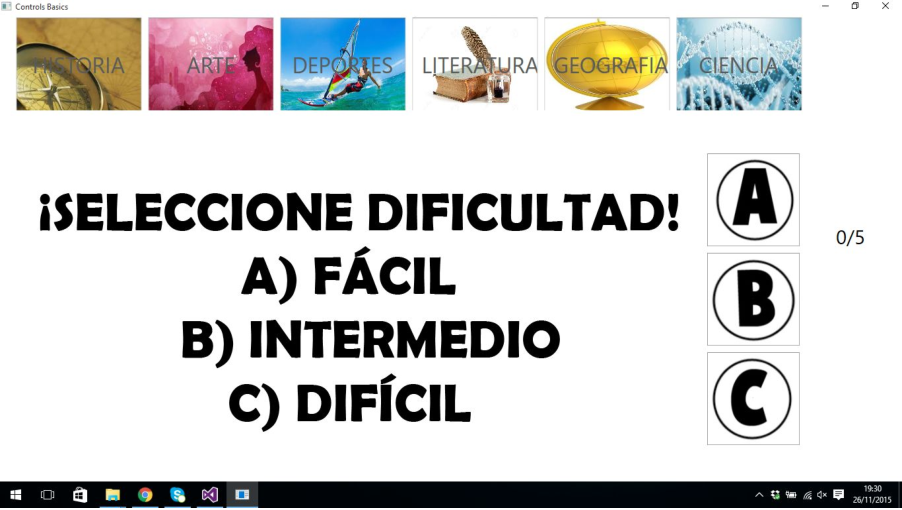 Controls Basics
HISTORIA ARTE DEPORTES LITERATURA GEOGRAFIA CIENCIA
¡SELECCIONE DIFICULTAD!
A) FÁCIL
B) INTERMEDIO
C) DIFÍCIL
A
B
C
0/5
19:30
26/11/2015